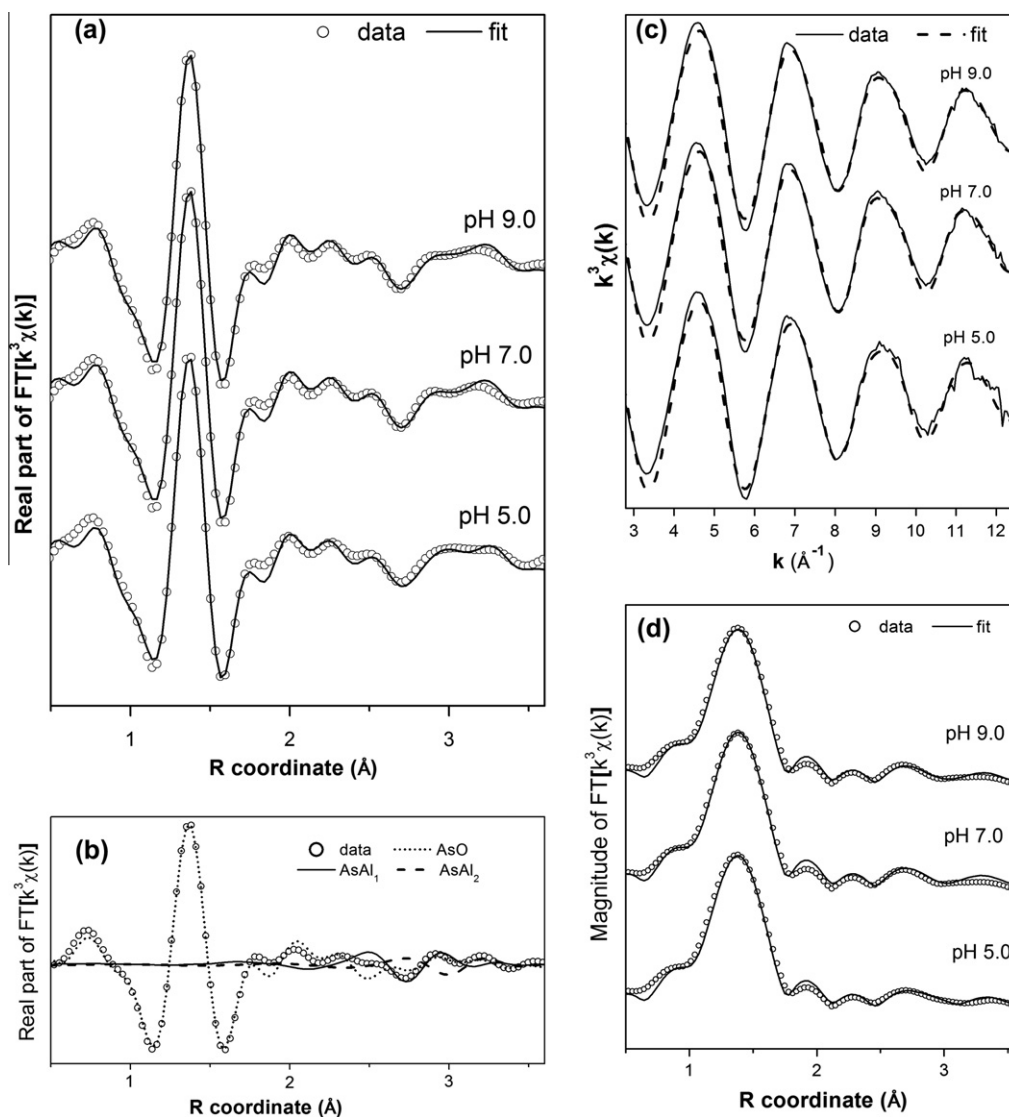 (a)
data fit
pH 9.0
pH 7.0
pH 5.0
Real part of FT[k³χ(k)]
1 2 3
R coordinate (Å)
(b)
data AsO
AsAl₁ AsAl₂
Real part of FT[k³χ(k)]
1 2 3
R coordinate (Å)
(c)
data fit
pH 9.0
pH 7.0
pH 5.0
k³χ(k)
3 4 5 6 7 8 9 10 11 12
k (Å⁻¹)
(d)
data fit
pH 9.0
pH 7.0
pH 5.0
Magnitude of FT[k³χ(k)]
1 2 3
R coordinate (Å)